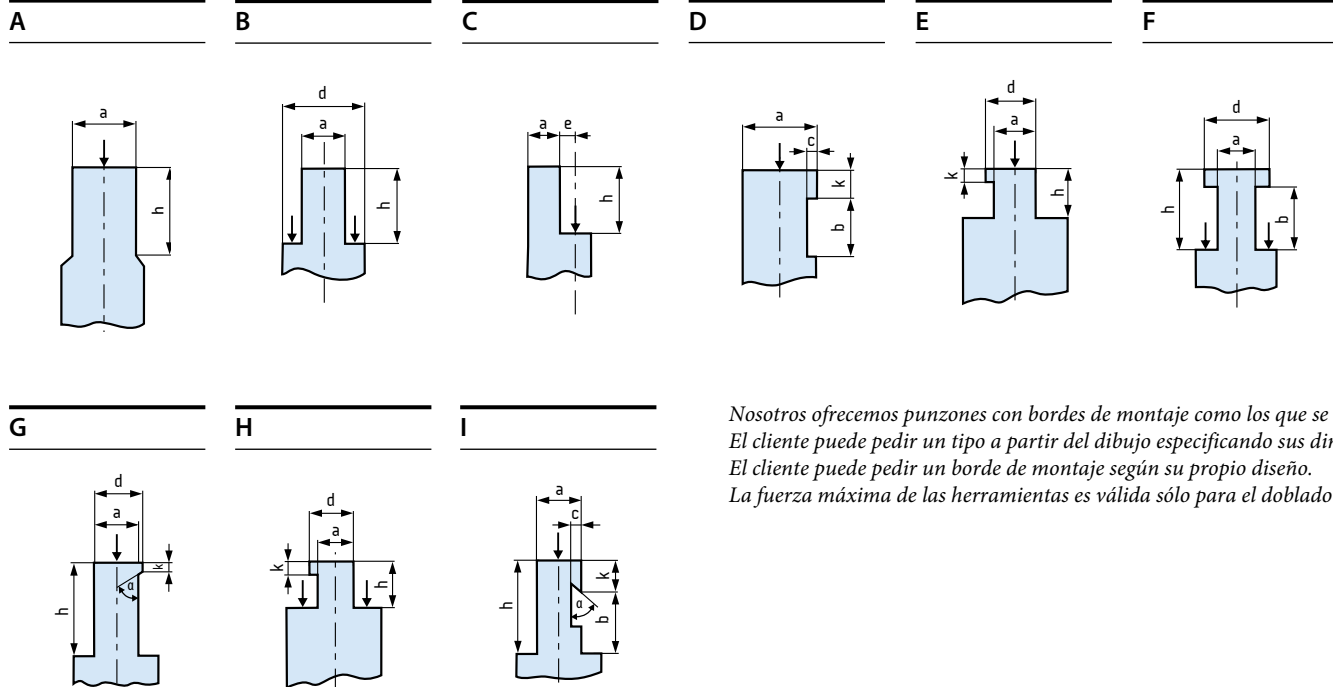 A B C D E F
a
h
d
a
h
a e
h
a
c
k
b
d
a
k
h
d
a
h
b
G H I
d
a
k
α
h
d
a
k
h
a
c
k
α
h
b
Nosotros ofrecemos punzones con bordes de montaje como los que se
El cliente puede pedir un tipo a partir del dibujo especificando sus
El cliente puede pedir un borde de montaje según su propio diseño.
La fuerza máxima de las herramientas es válida sólo para el doblado